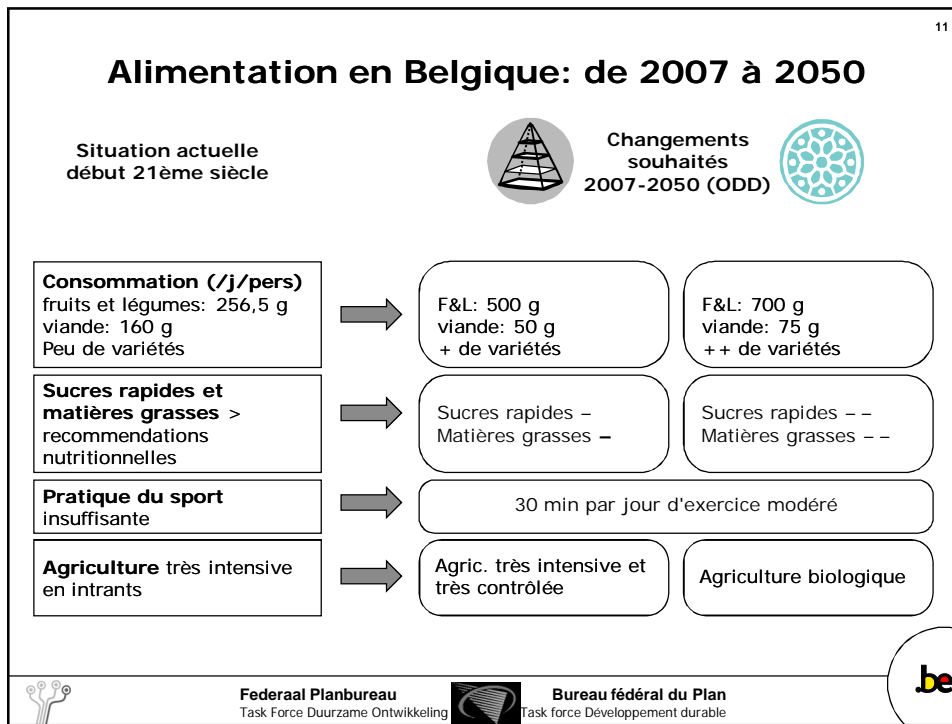 11
Alimentation en Belgique: de 2007 à 2050
Situation actuelle
début 21ème siècle
Changements
souhaités
2007-2050 (ODD)
Consommation (/j/pers)
fruits et légumes: 256,5 g
viande: 160 g
Peu de variétés
F&L: 500 g
viande: 50 g
+ de variétés
F&L: 700 g
viande: 75 g
++ de variétés
Sucres rapides et
matières grasses >
recommendations
nutritionnelles
Sucres rapides –
Matières grasses –
Sucres rapides – –
Matières grasses – –
Pratique du sport
insuffisante
30 min par jour d'exercice modéré
Agriculture très intensive
en intrants
Agric. très intensive et
très contrôlée
Agriculture biologique
Federaal Planbureau
Task Force Duurzame Ontwikkeling
Bureau fédéral du Plan
Task force Développement durable
.be